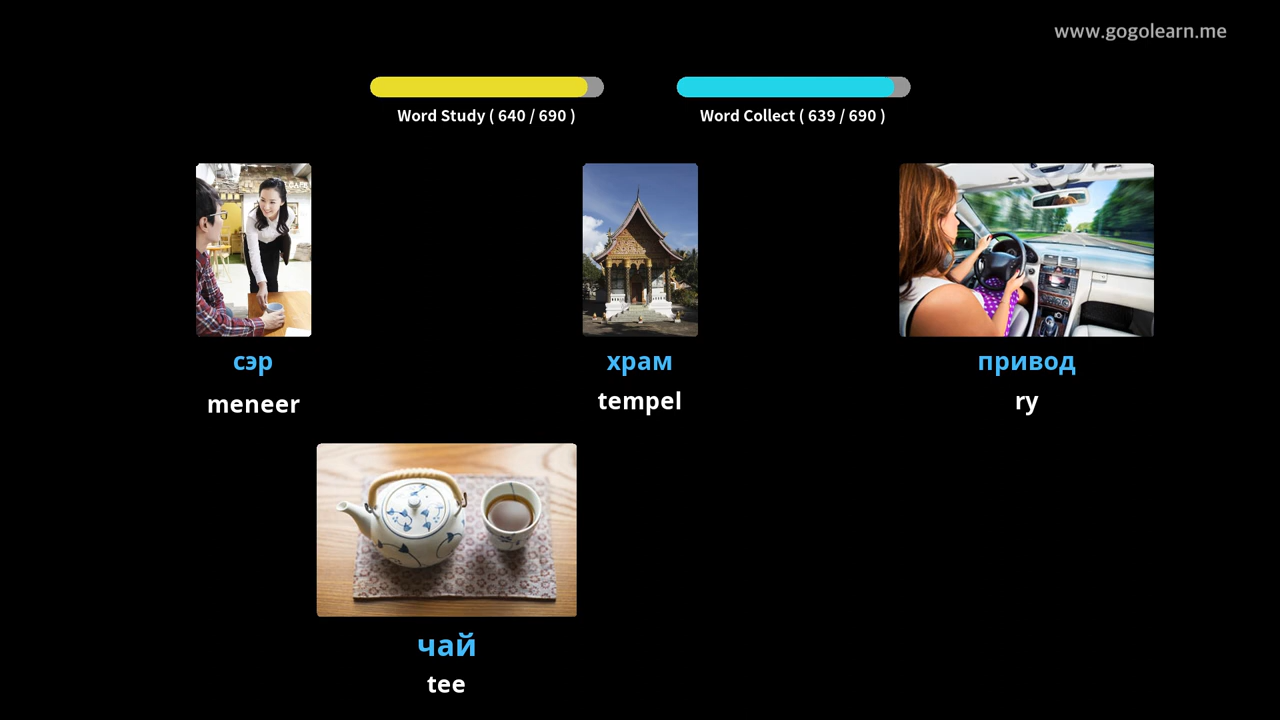 www.gogolearn.me
Word Study ( 640 / 690 )
Word Collect ( 639 / 690 )
сэр
meneer
храм
tempel
привод
ry
чай
tee